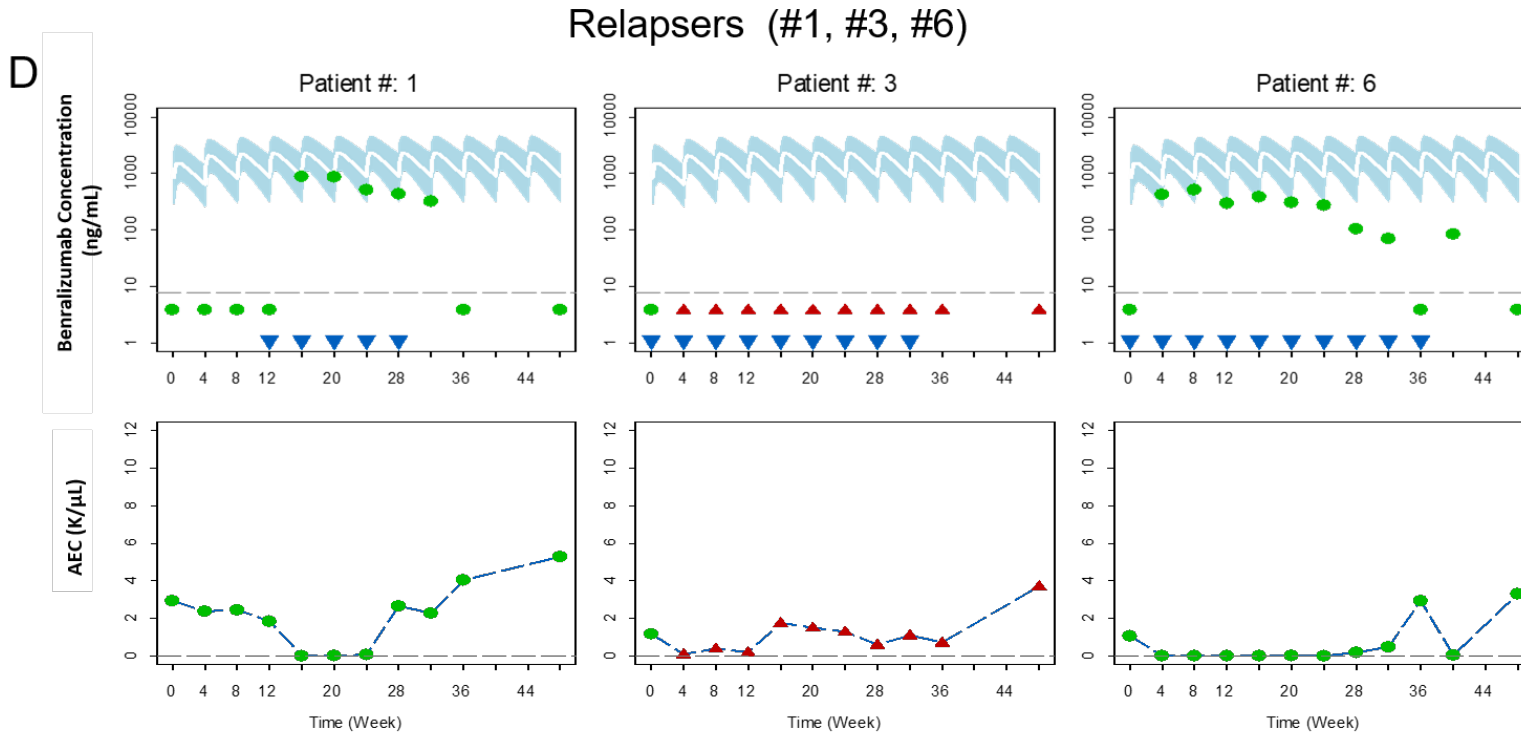 Relapsers (#1, #3, #6)
D
Benralizumab Concentration
(ng/mL)
Patient #: 1
10000
1000
100
10
1
0 4 8 12 20 28 36 44
Patient #: 3
10000
1000
100
10
1
0 4 8 12 20 28 36 44
Patient #: 6
10000
1000
100
10
1
0 4 8 12 20 28 36 44
AEC (K/μL)
12
10
8
6
4
2
0
0 4 8 12 20 28 36 44
Time (Week)
12
10
8
6
4
2
0
0 4 8 12 20 28 36 44
Time (Week)
12
10
8
6
4
2
0
0 4 8 12 20 28 36 44
Time (Week)